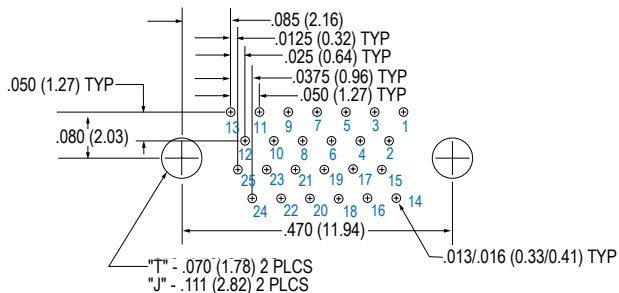 .085 (2.16)
.0125 (0.32) TYP
.025 (0.64) TYP
.0375 (0.96) TYP
.050 (1.27) TYP
.050 (1.27) TYP
.080 (2.03)
13 11 9 7 5 3 1
12 10 8 6 4 2
25 23 21 19 17 15
24 22 20 18 16 14
.470 (11.94)
.013/.016 (0.33/0.41) TYP
"T" - .070 (1.78) 2 PLCS
"J" - .111 (2.82) 2 PLCS